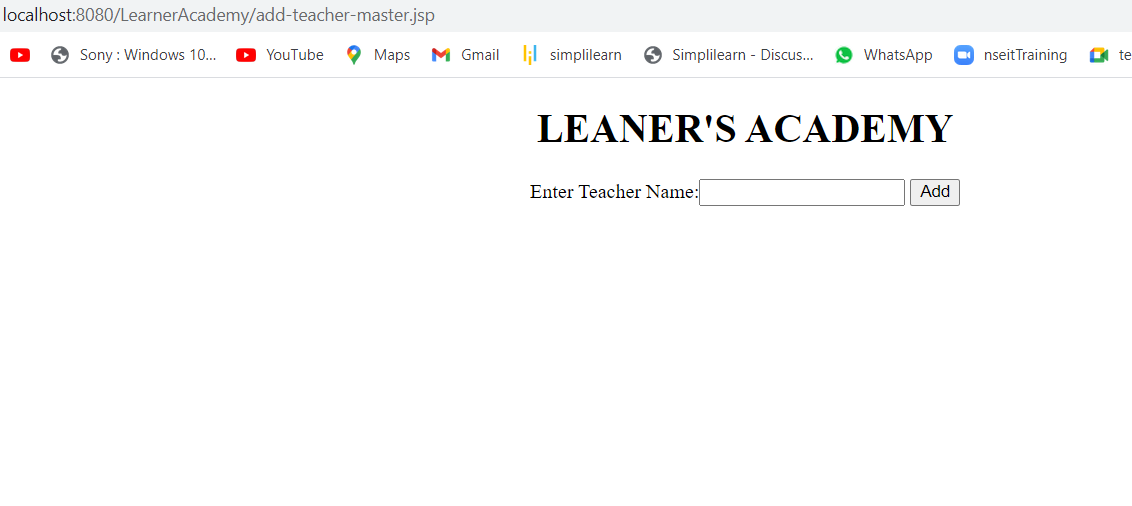 localhost:8080/LearnerAcademy/add-teacher-master.jsp
Sony : Windows 10... YouTube Maps Gmail simplilearn Simplilearn - Discus... WhatsApp nseitTraining te
LEANER'S ACADEMY
Enter Teacher Name: Add